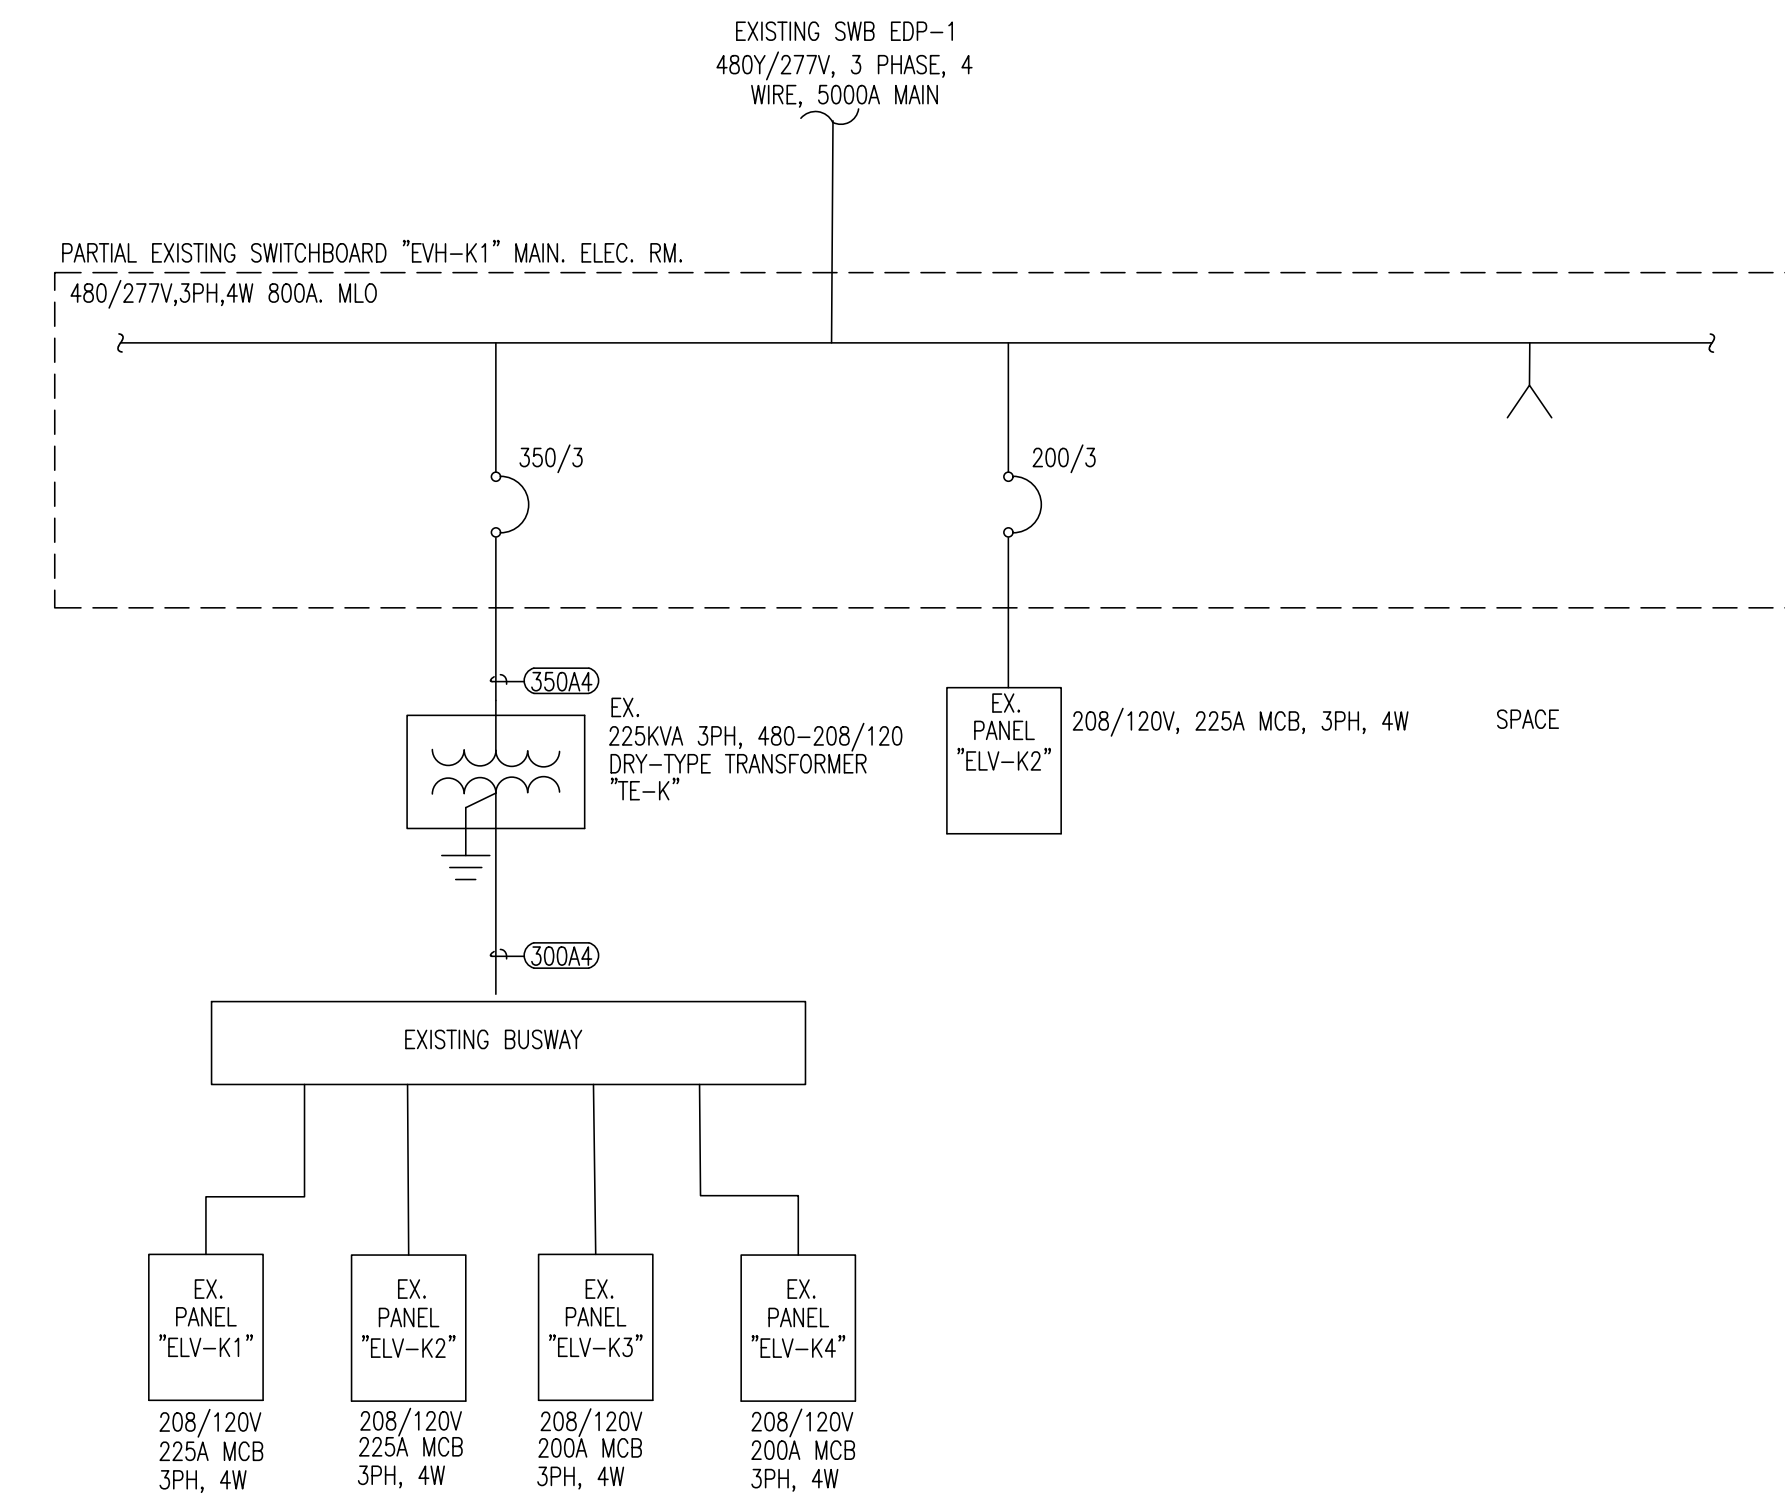 EXISTING SWB EDP-1
480Y/277V, 3 PHASE, 4
WIRE, 5000A MAIN
PARTIAL EXISTING SWITCHBOARD "EVH-K1" MAIN. ELEC. RM.
480/277V,3PH,4W 800A. MLO
350/3
200/3
350A4
EX.
225KVA 3PH, 480-208/120
DRY-TYPE TRANSFORMER
"TE-K"
EX.
PANEL
"ELV-K2"
208/120V, 225A MCB, 3PH, 4W
SPACE
300A4
EXISTING BUSWAY
EX.
PANEL
"ELV-K1"
208/120V
225A MCB
3PH, 4W
EX.
PANEL
"ELV-K2"
208/120V
225A MCB
3PH, 4W
EX.
PANEL
"ELV-K3"
208/120V
200A MCB
3PH, 4W
EX.
PANEL
"ELV-K4"
208/120V
200A MCB
3PH, 4W